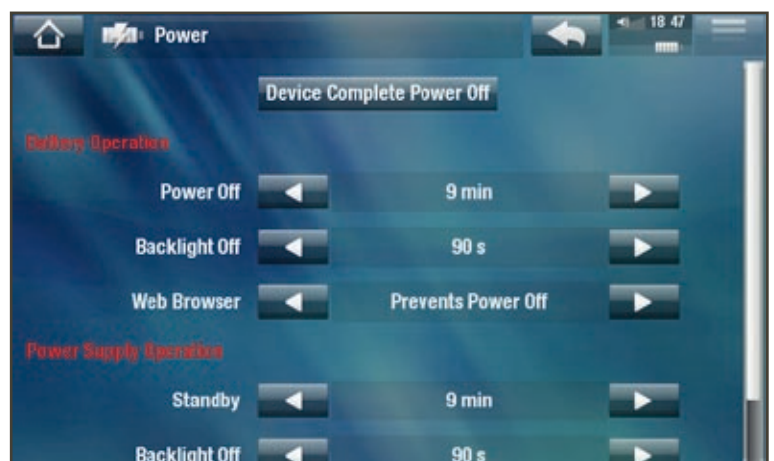 Power
18 47
Device Complete Power Off
Battery Operation
Power Off 9 min
Backlight Off 90 s
Web Browser Prevents Power Off
Power Supply Operation
Standby 9 min
Backlight Off 90 s